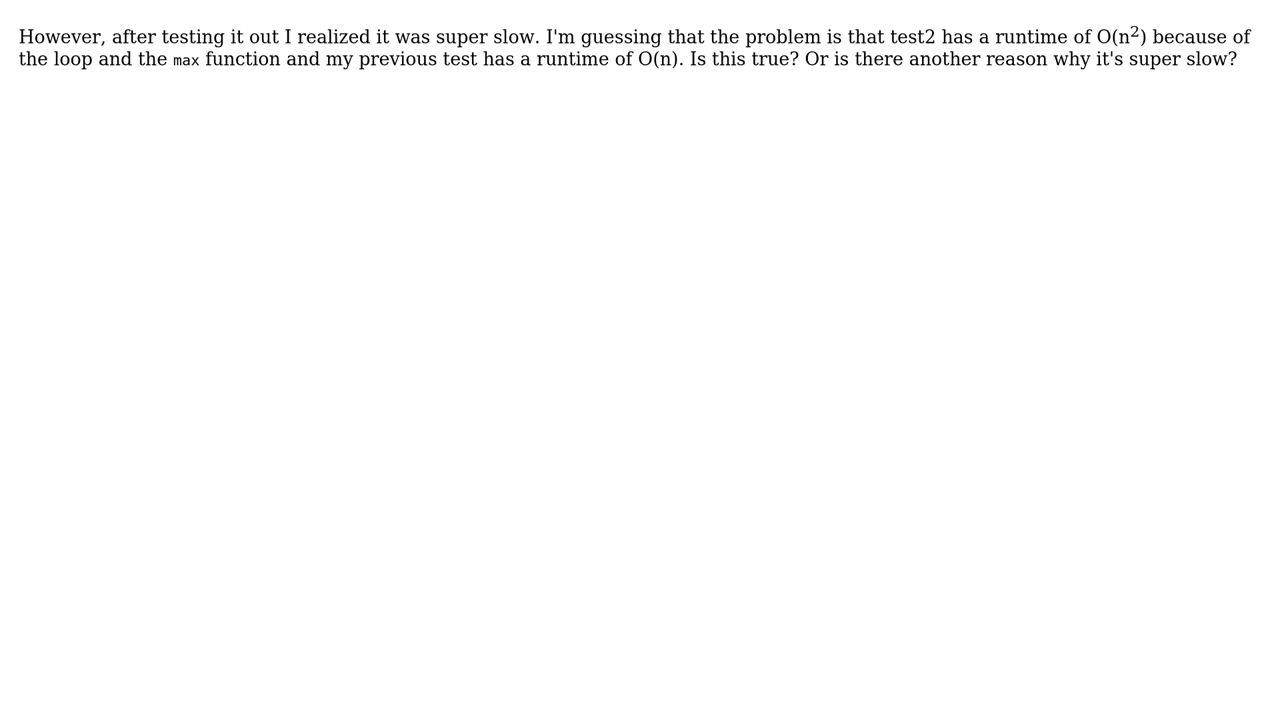 However, after testing it out I realized it was super slow. I'm guessing that the problem is that test2 has a runtime of O(n²) because of
the loop and the max function and my previous test has a runtime of O(n). Is this true? Or is there another reason why it's super slow?